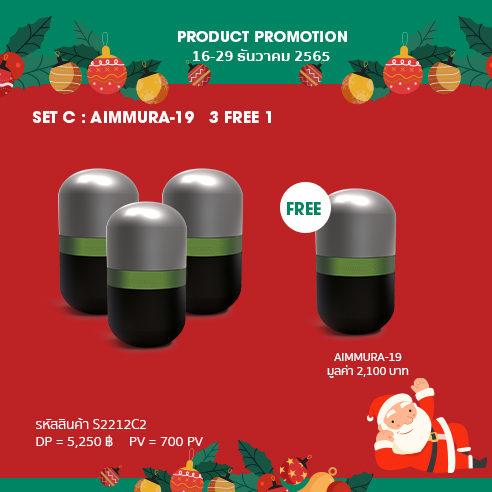 PRODUCT PROMOTION
16-29 ธันวาคม 2565
SET C : AIMMURA-19 3 FREE 1
FREE
AIMMURA-19
มูลค่า 2,100 บาท
รหัสสินค้า S2212C2
DP = 5,250 ฿ PV = 700 PV